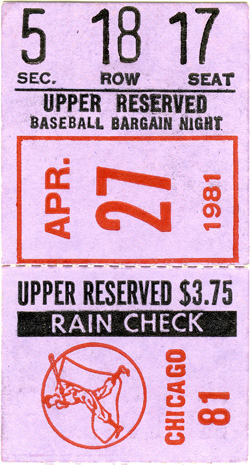 5 18 17
SEC. ROW SEAT
UPPER RESERVED
BASEBALL BARGAIN NIGHT
APR. 27 1981
UPPER RESERVED $3.75
RAIN CHECK
CHICAGO 81